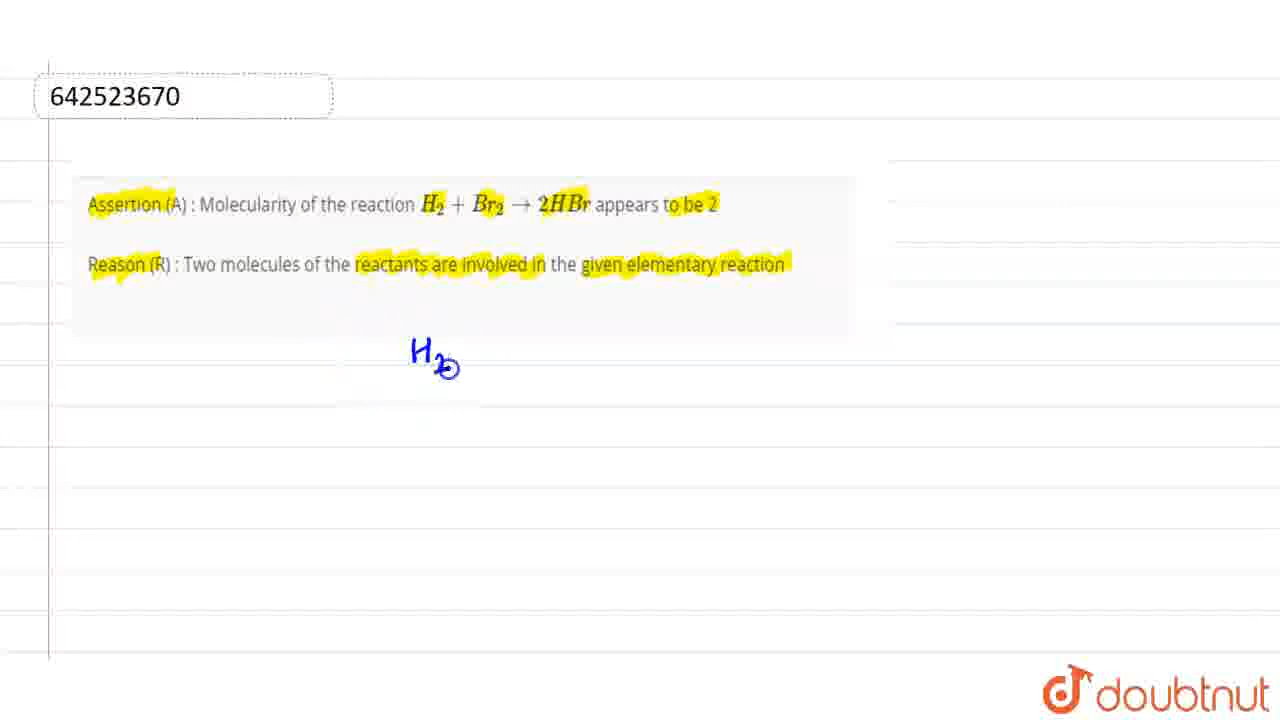 642523670
Assertion (A) : Molecularity of the reaction H₂ + Br₂ → 2HBr appears to be 2
Reason (R) : Two molecules of the reactants are involved in the given elementary reaction
H₂
doubtnut